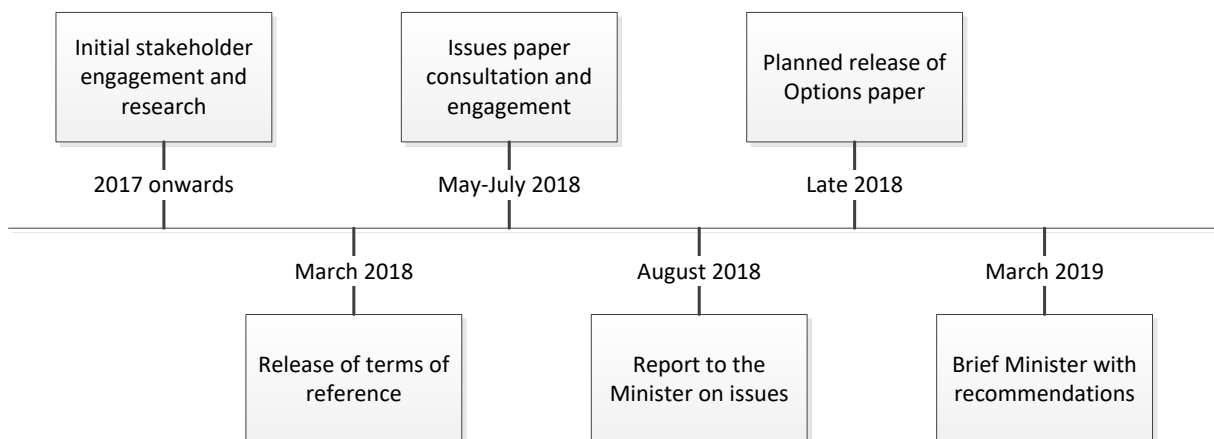 Initial stakeholder
engagement and
research
2017 onwards
Issues paper
consultation and
engagement
May-July 2018
Planned release of
Options paper
Late 2018
March 2018
Release of terms of
reference
August 2018
Report to the
Minister on issues
March 2019
Brief Minister with
recommendations